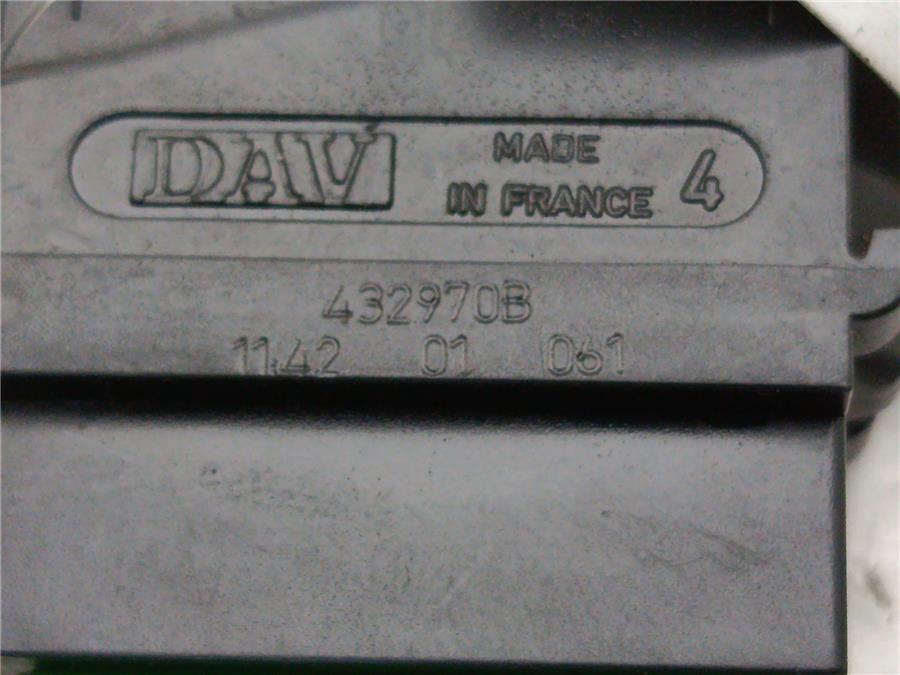 DAV
MADE
IN FRANCE 4
432970B
1142 01 061